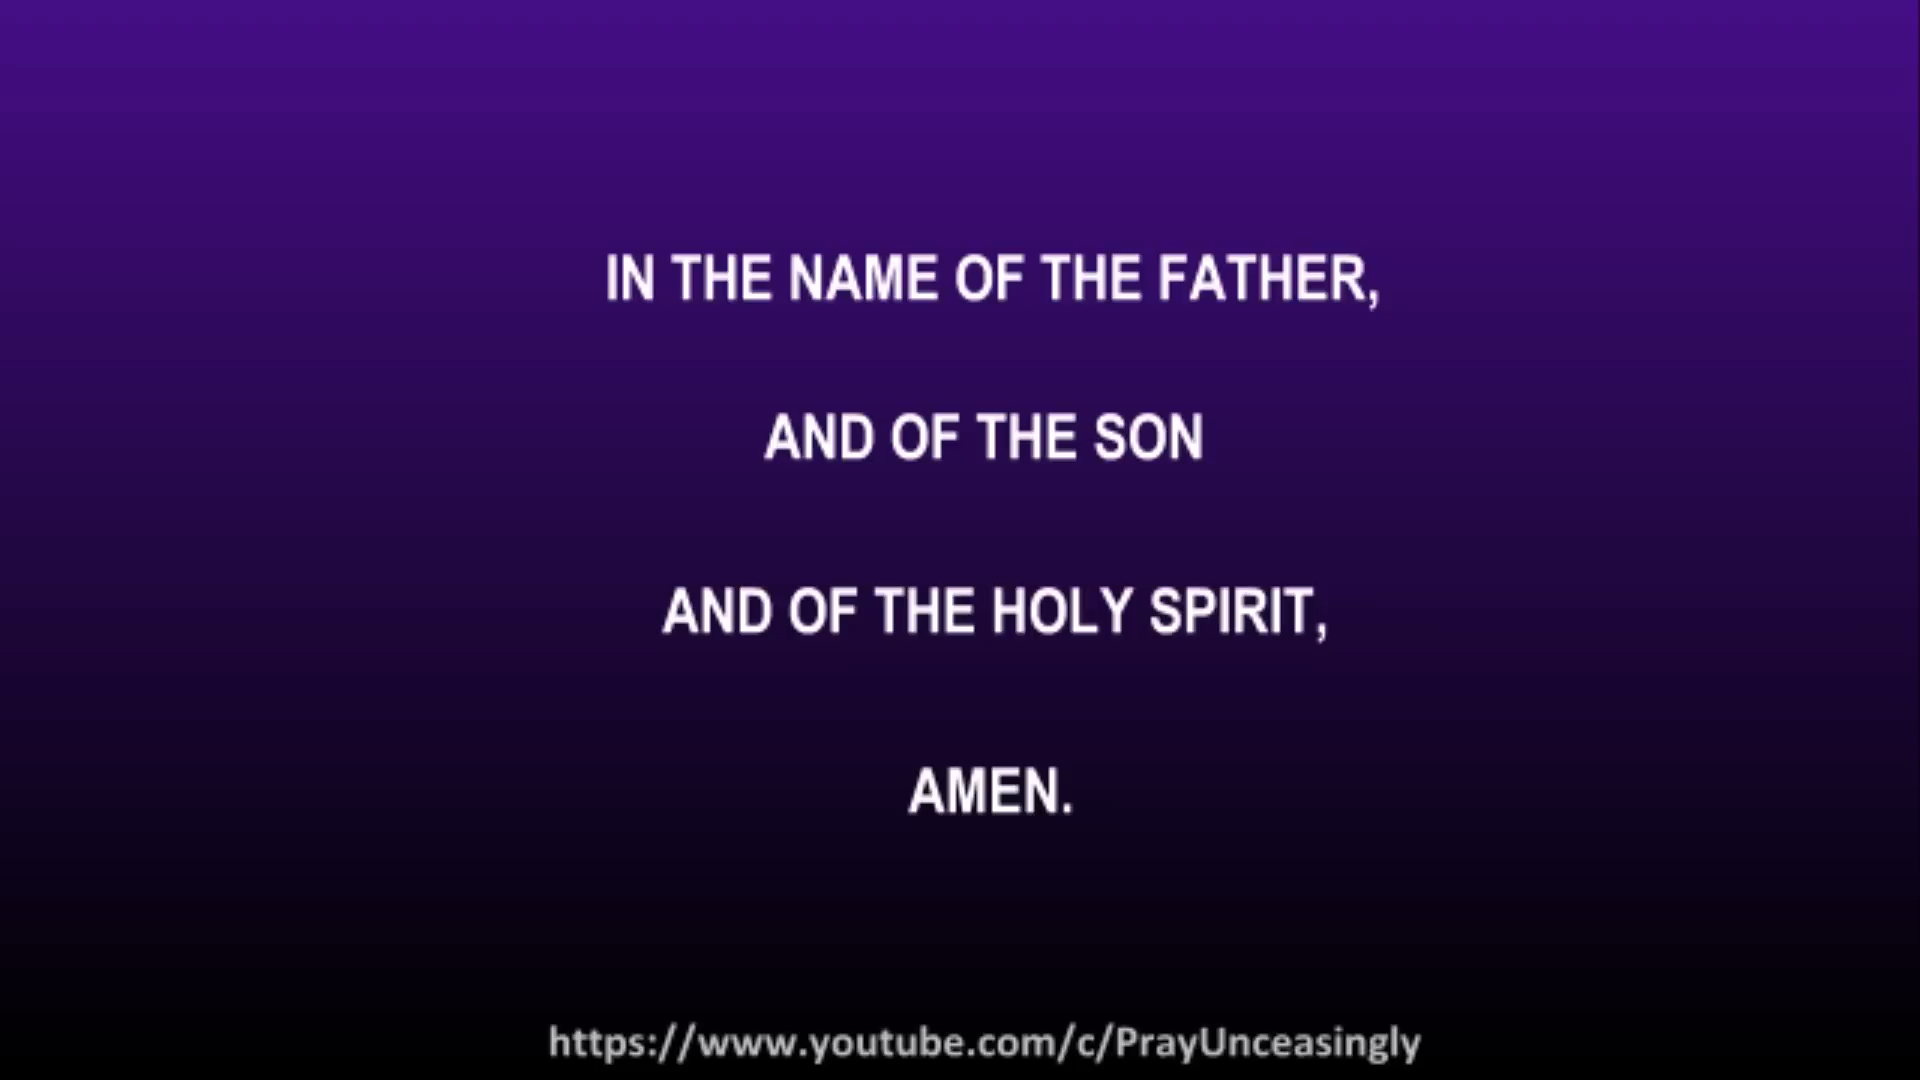 IN THE NAME OF THE FATHER,
AND OF THE SON
AND OF THE HOLY SPIRIT,
AMEN.
https://www.youtube.com/c/PrayUnceasingly